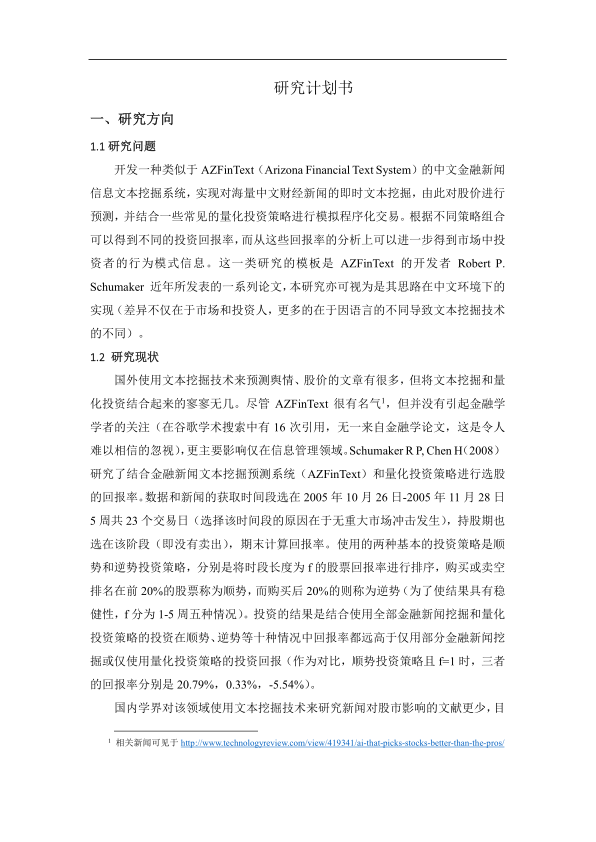 研究计划书
一、研究方向
1.1 研究问题
开发一种类似于 AZFinText（Arizona Financial Text System）的中文金融新闻
信息文本挖掘系统，实现对海量中文财经新闻的即时文本挖掘，由此对股价进行
预测，并结合一些常见的量化投资策略进行模拟程序化交易。根据不同策略组合
可以得到不同的投资回报率，而从这些回报率的分析上可以进一步得到市场中投
资者的行为模式信息。这一类研究的模板是 AZFinText 的开发者 Robert P.
Schumaker 近年所发表的一系列论文，本研究亦可视为是其思路在中文环境下的
实现（差异不仅在于市场和投资人，更多的在于因语言的不同导致文本挖掘技术
的不同）。
1.2 研究现状
国外使用文本挖掘技术来预测舆情、股价的文章有很多，但将文本挖掘和量
化投资结合起来的寥寥无几。尽管 AZFinText 很有名气1，但并没有引起金融学
学者的关注（在谷歌学术搜索中有 16 次引用，无一来自金融学论文，这是令人
难以相信的忽视），更主要影响仅在信息管理领域。Schumaker R P, Chen H（2008）
研究了结合金融新闻文本挖掘预测系统（AZFinText）和量化投资策略进行选股
的回报率。数据和新闻的获取时间段选在 2005 年 10 月 26 日-2005 年 11 月 28 日
5 周共 23 个交易日（选择该时间段的原因在于无重大市场冲击发生），持股期也
选在该阶段（即没有卖出），期末计算回报率。使用的两种基本的投资策略是顺
势和逆势投资策略，分别是将时段长度为 f 的股票回报率进行排序，购买或卖空
排名在前 20%的股票称为顺势，而购买后 20%的则称为逆势（为了使结果具有稳
健性，f 分为 1-5 周五种情况）。投资的结果是结合使用全部金融新闻挖掘和量化
投资策略的投资在顺势、逆势等十种情况中回报率都远高于仅用部分金融新闻挖
掘或仅使用量化投资策略的投资回报（作为对比，顺势投资策略且 f=1 时，三者
的回报率分别是 20.79%，0.33%，-5.54%）。
国内学界对该领域使用文本挖掘技术来研究新闻对股市影响的文献更少，目
1 相关新闻可见于 http://www.technologyreview.com/view/419341/ai-that-picks-stocks-better-than-the-pros/